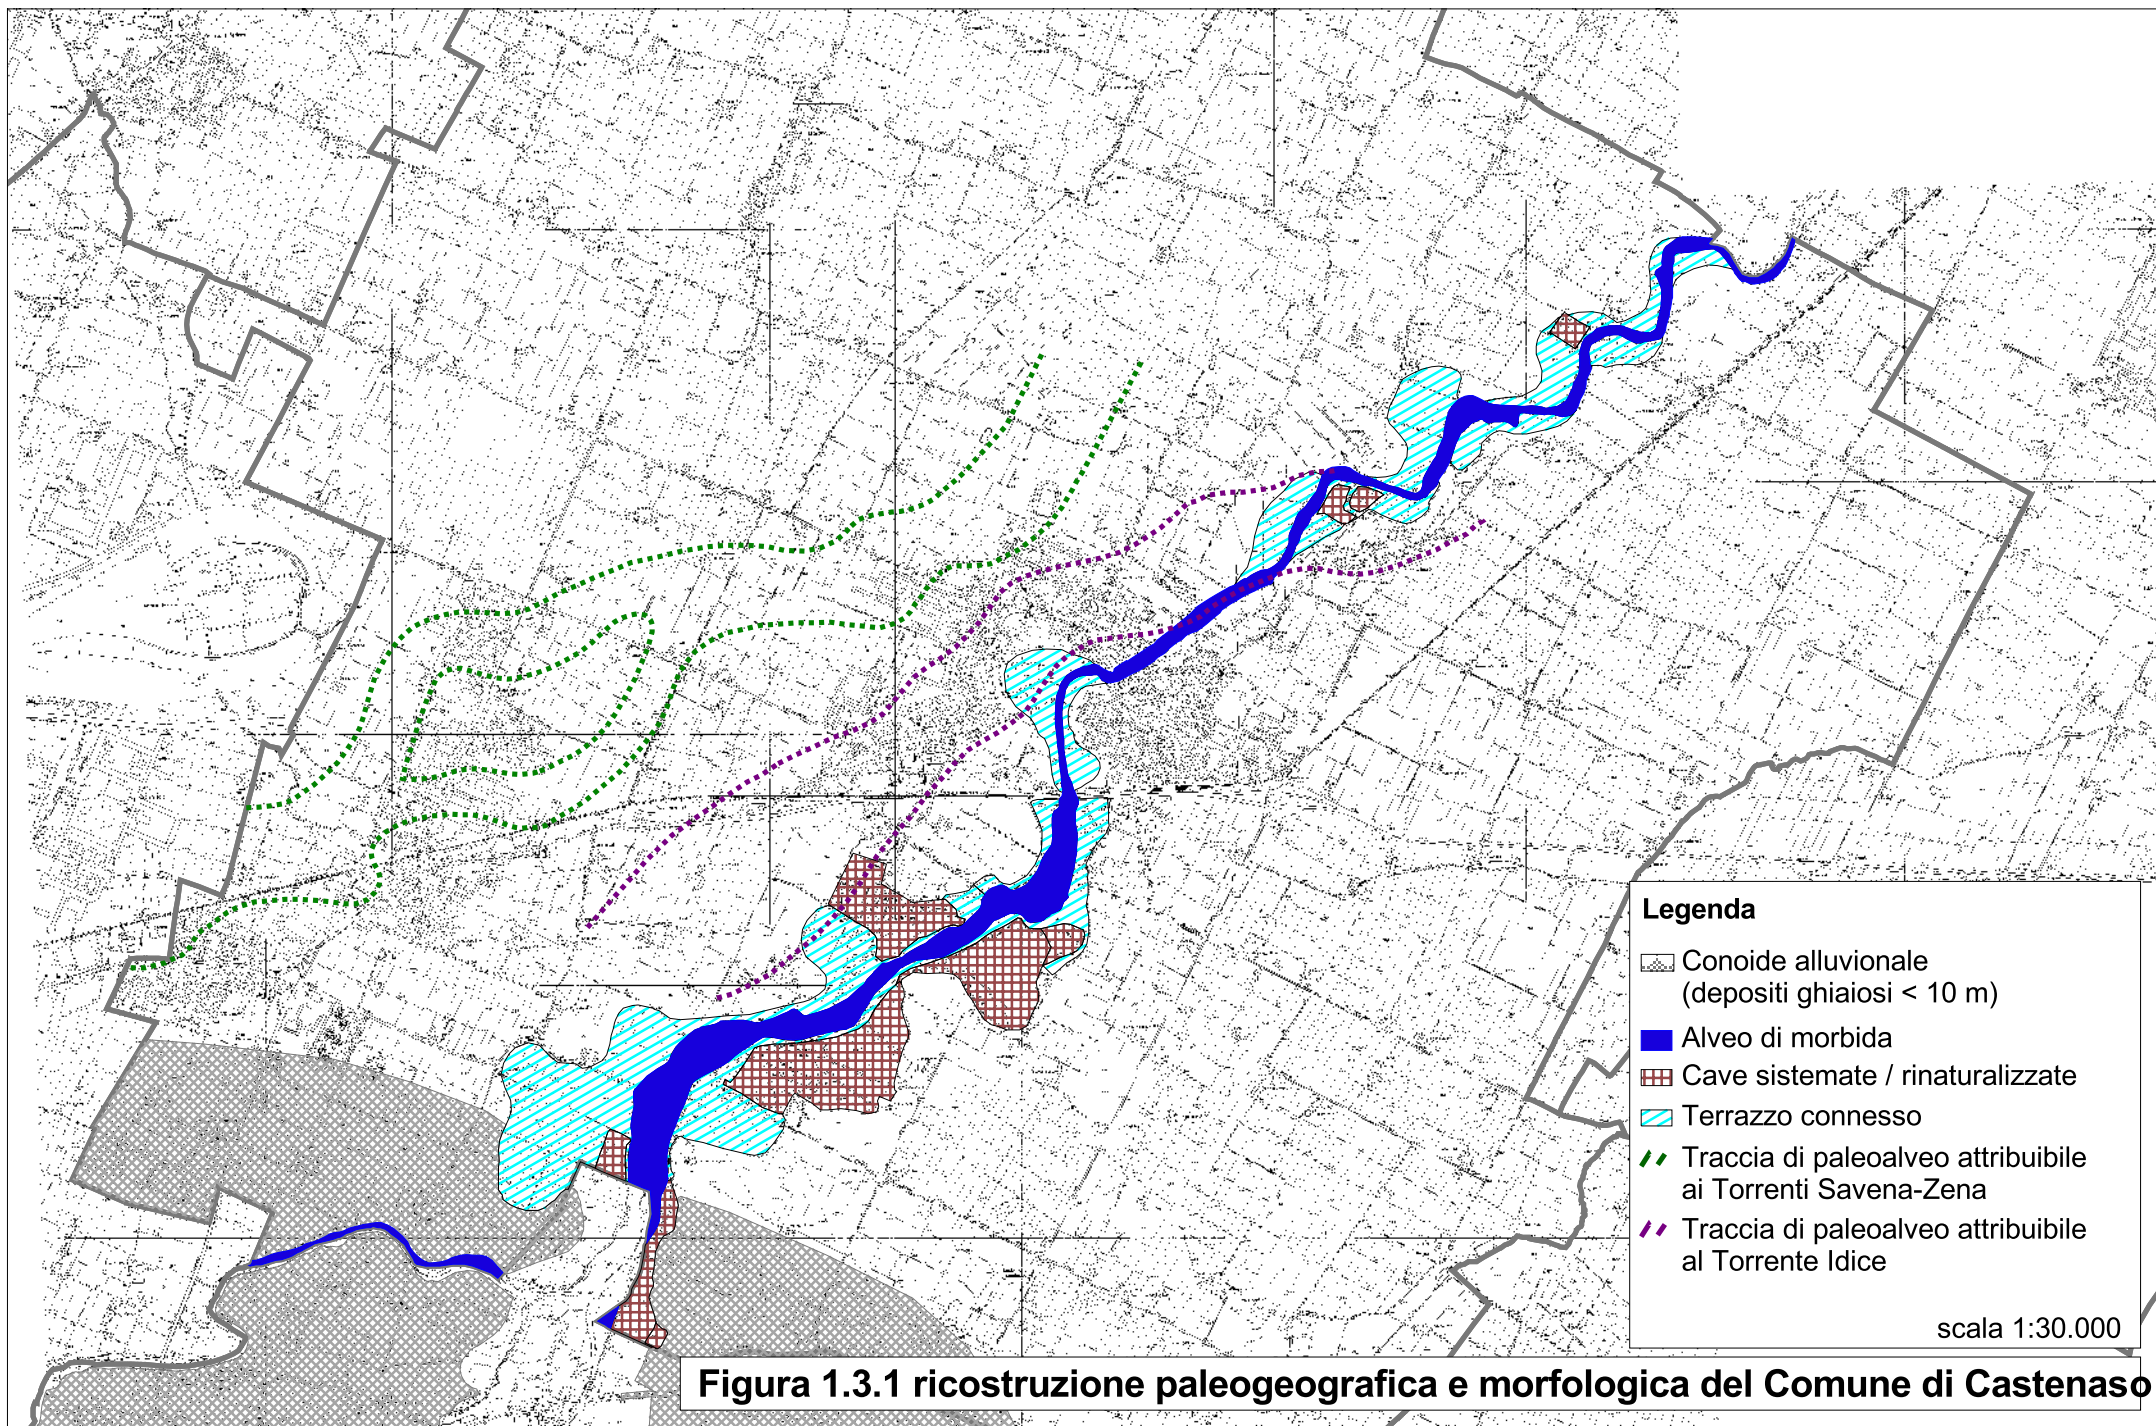 Legenda
Conoide alluvionale
(depositi ghiaiosi < 10 m)
Alveo di morbida
Cave sistemate / rinaturalizzate
Terrazzo connesso
Traccia di paleoalveo attribuibile
ai Torrenti Savena-Zena
Traccia di paleoalveo attribuibile
al Torrente Idice
scala 1:30.000
Figura 1.3.1 ricostruzione paleogeografica e morfologica del Comune di Castenaso